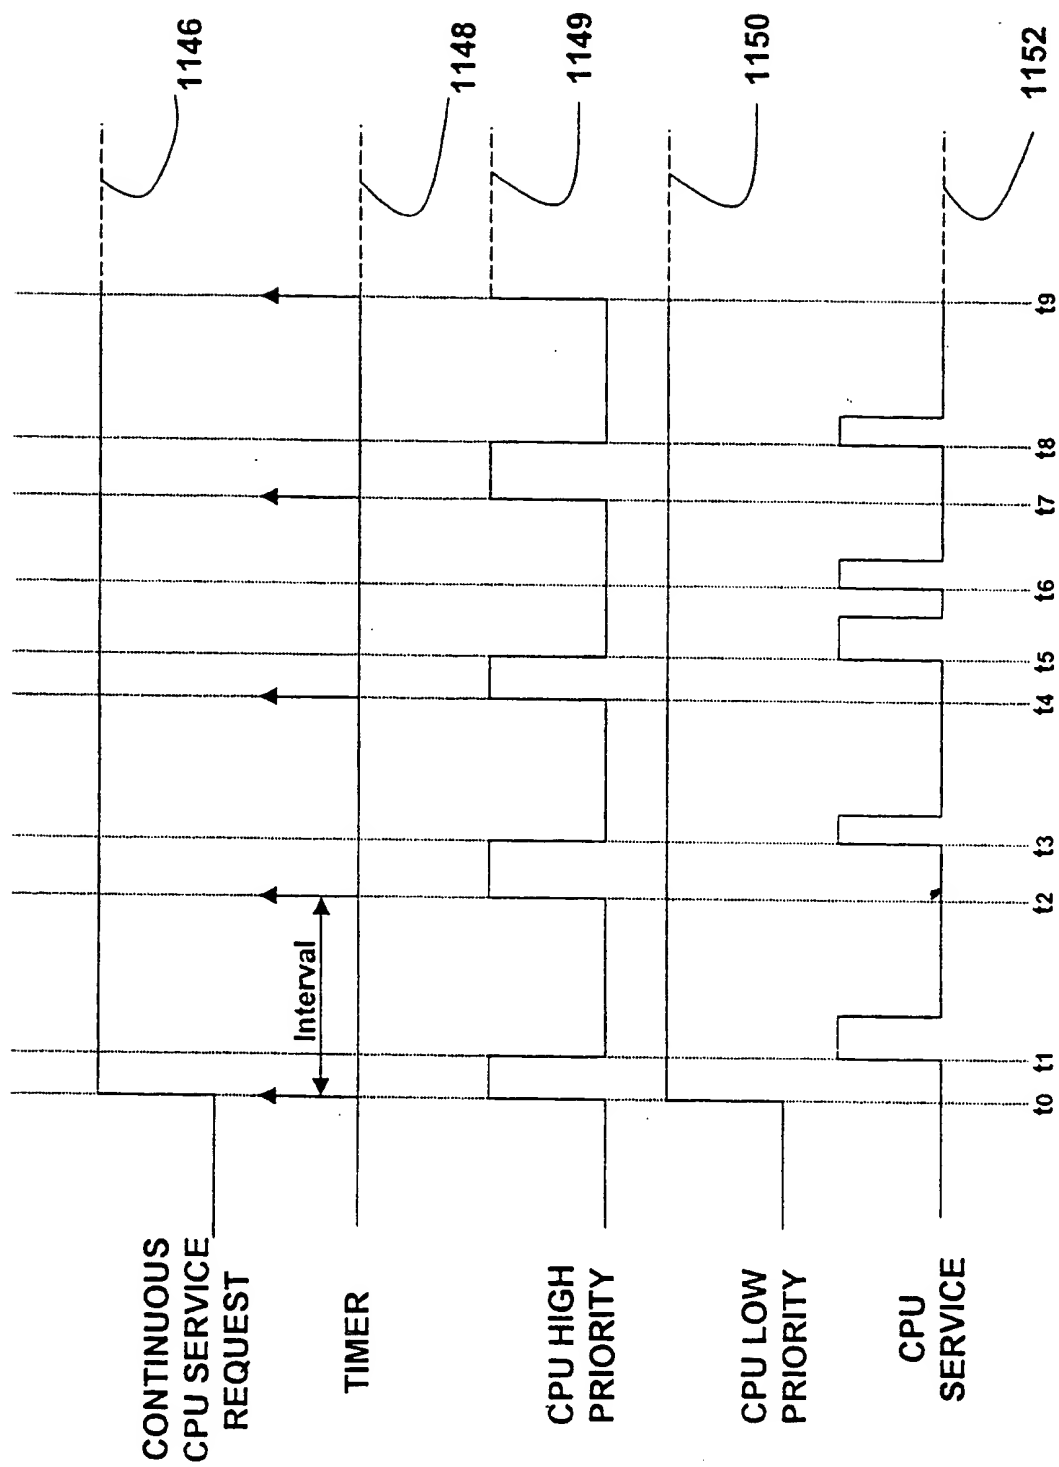 CONTINUOUS
CPU SERVICE
REQUEST
1146
Interval
TIMER
1148
CPU HIGH
PRIORITY
1149
CPU LOW
PRIORITY
1150
CPU
SERVICE
1152
t0
t1
t2
t3
t4
t5
t6
t7
t8
t9